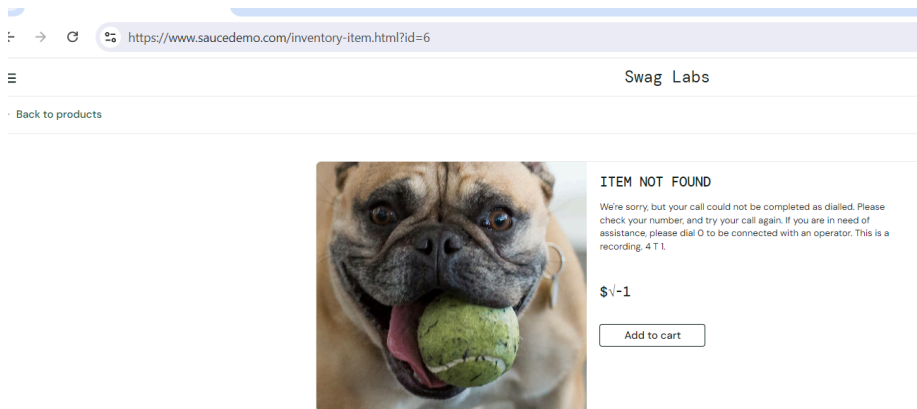 https://www.saucedemo.com/inventory-item.html?id=6
Swag Labs
Back to products
ITEM NOT FOUND
We're sorry, but your call could not be completed as dialled. Please
check your number, and try your call again. If you are in need of
assistance, please dial 0 to be connected with an operator. This is a
recording. 4 T 1.
$√-1
Add to cart